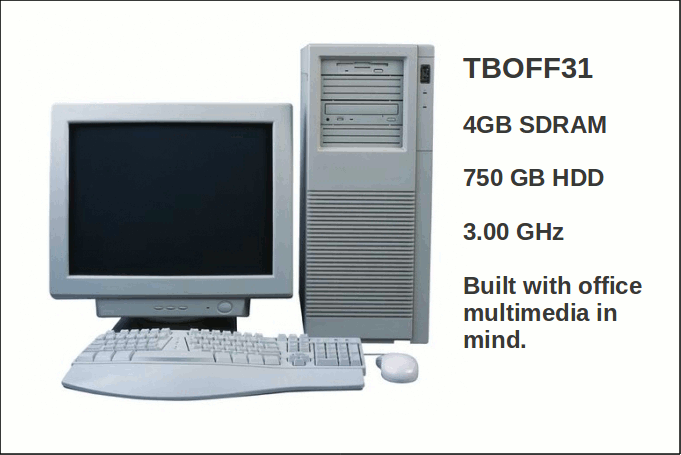 TBOFF31
4GB SDRAM
750 GB HDD
3.00 GHz
Built with office
multimedia in
mind.